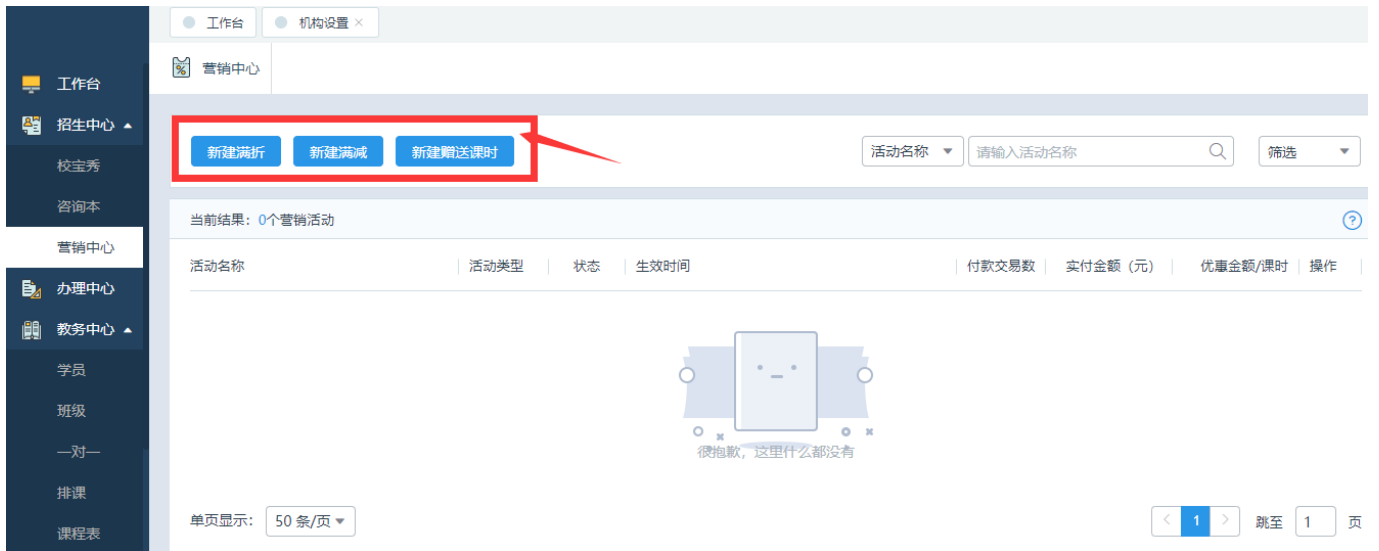 工作台
机构设置
营销中心
工作台
招生中心
校宝秀
咨询本
营销中心
办理中心
教务中心
学员
班级
一对一
排课
课程表
新建满折 新建满减 新建赠送课时
活动名称 请输入活动名称 筛选
当前结果：0个营销活动
活动名称 活动类型 状态 生效时间 付款交易数 实付金额（元） 优惠金额/课时 操作
很抱歉，这里什么都没有
单页显示： 50 条/页 1 跳至 1 页